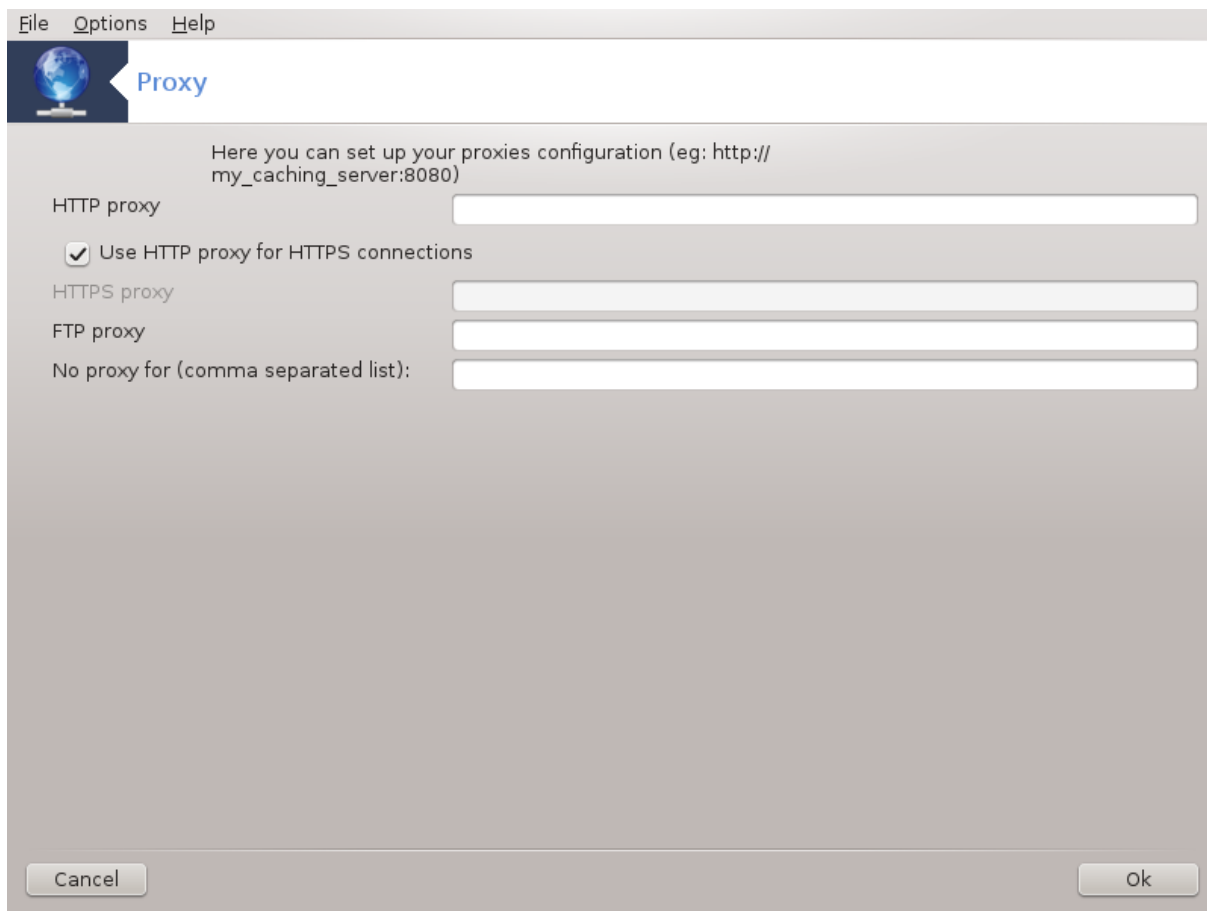 File Options Help
Proxy
Here you can set up your proxies configuration (eg: http://
my_caching_server:8080)
HTTP proxy
Use HTTP proxy for HTTPS connections
HTTPS proxy
FTP proxy
No proxy for (comma separated list):
Cancel Ok